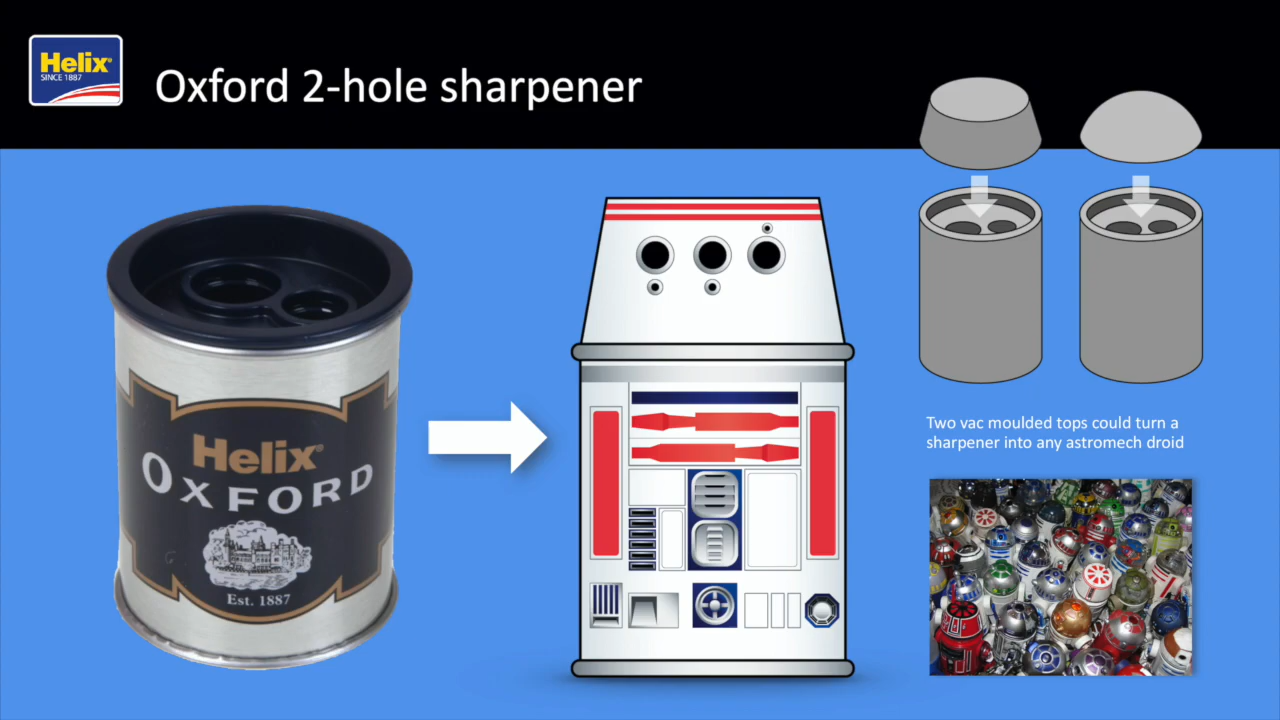 Helix
SINCE 1887
Oxford 2-hole sharpener
Helix
OXFORD
Est. 1887
Two vac moulded tops could turn a
sharpener into any astromech droid